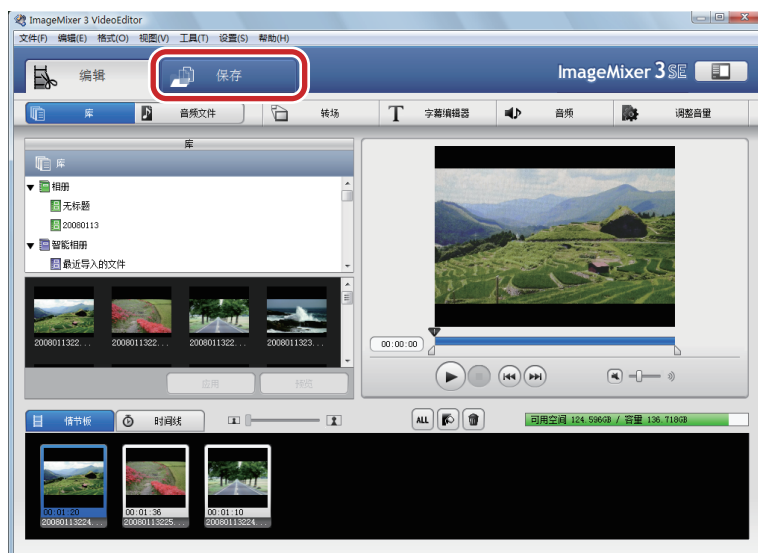 ImageMixer 3 VideoEditor
文件(F) 编辑(E) 格式(O) 视图(V) 工具(T) 设置(S) 帮助(H)
编辑
保存
ImageMixer 3 SE
库
音频文件
转场
T 字幕编辑器
音频
调整音量
库
库
相册
无标题
20080113
智能相册
最近导入的文件
2008011322... 2008011322... 2008011322... 2008011323...
应用 预览
00:00:00
情节板
时间线
ALL
可用空间 124.596GB / 容量 136.718GB
00:01:20 00:01:36 00:01:10
20080113224... 20080113225... 20080113224...